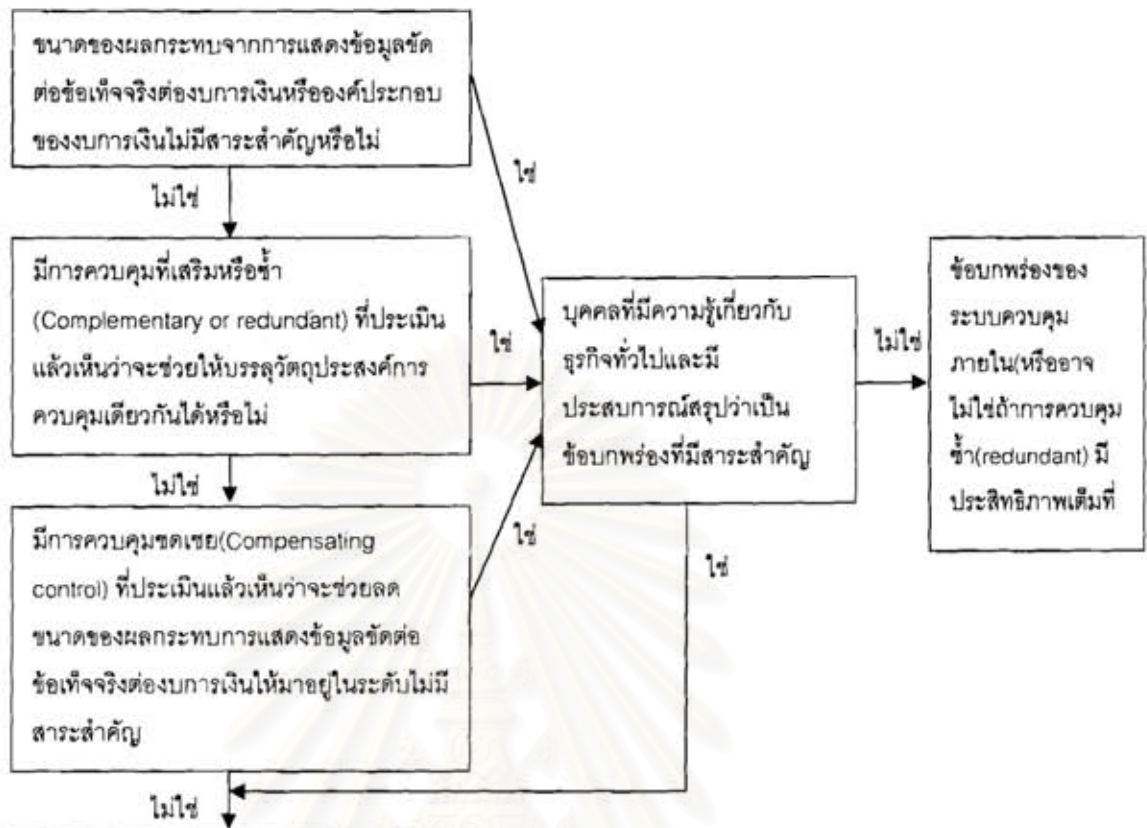 ขนาดของผลกระทบจากการแสดงข้อมูลขัด
ต่อข้อเท็จจริงต่องบการเงินหรือองค์ประกอบ
ของงบการเงินไม่มีสาระสำคัญหรือไม่
ใช่
ไม่ใช่
มีการควบคุมที่เสริมหรือซ้ำ
(Complementary or redundant) ที่ประเมิน
แล้วเห็นว่าจะช่วยให้บรรลุวัตถุประสงค์การ
ควบคุมเดียวกันได้หรือไม่
ใช่
บุคคลที่มีความรู้เกี่ยวกับ
ธุรกิจทั่วไปและมี
ประสบการณ์สรุปว่าเป็น
ข้อบกพร่องที่มีสาระสำคัญ
ไม่ใช่
ข้อบกพร่องของ
ระบบควบคุม
ภายใน(หรืออาจ
ไม่ใช่ถ้าการควบคุม
ซ้ำ(redundant) มี
ประสิทธิภาพเต็มที่
ไม่ใช่
มีการควบคุมชดเชย(Compensating
control) ที่ประเมินแล้วเห็นว่าจะช่วยลด
ขนาดของผลกระทบการแสดงข้อมูลขัดต่อ
ข้อเท็จจริงต่องบการเงินให้มาอยู่ในระดับไม่มี
สาระสำคัญ
ใช่
ใช่
ไม่ใช่